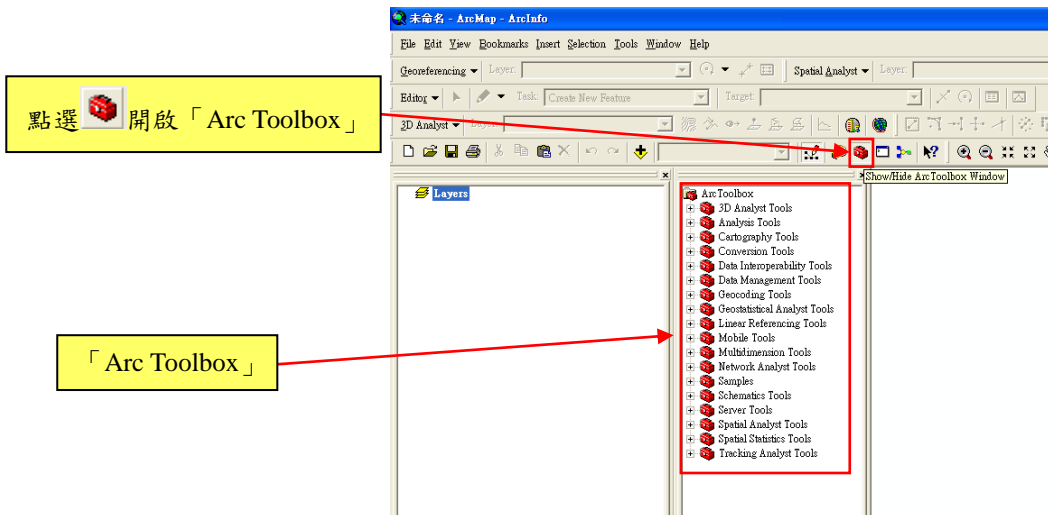 未命名 - ArcMap - ArcInfo
File Edit View Bookmarks Insert Selection Tools Window Help
Georeferencing Layer: Spatial Analyst Layer:
Editor Task: Create New Feature Target:
3D Analyst Layer:
點選 開啟「Arc Toolbox」
Show/Hide ArcToolbox Window
Layers
ArcToolbox
3D Analyst Tools
Analysis Tools
Cartography Tools
Conversion Tools
Data Interoperability Tools
Data Management Tools
Geocoding Tools
Geostatistical Analyst Tools
Linear Referencing Tools
Mobile Tools
Multidimension Tools
Network Analyst Tools
Samples
Schematics Tools
Server Tools
Spatial Analyst Tools
Spatial Statistics Tools
Tracking Analyst Tools
「Arc Toolbox」